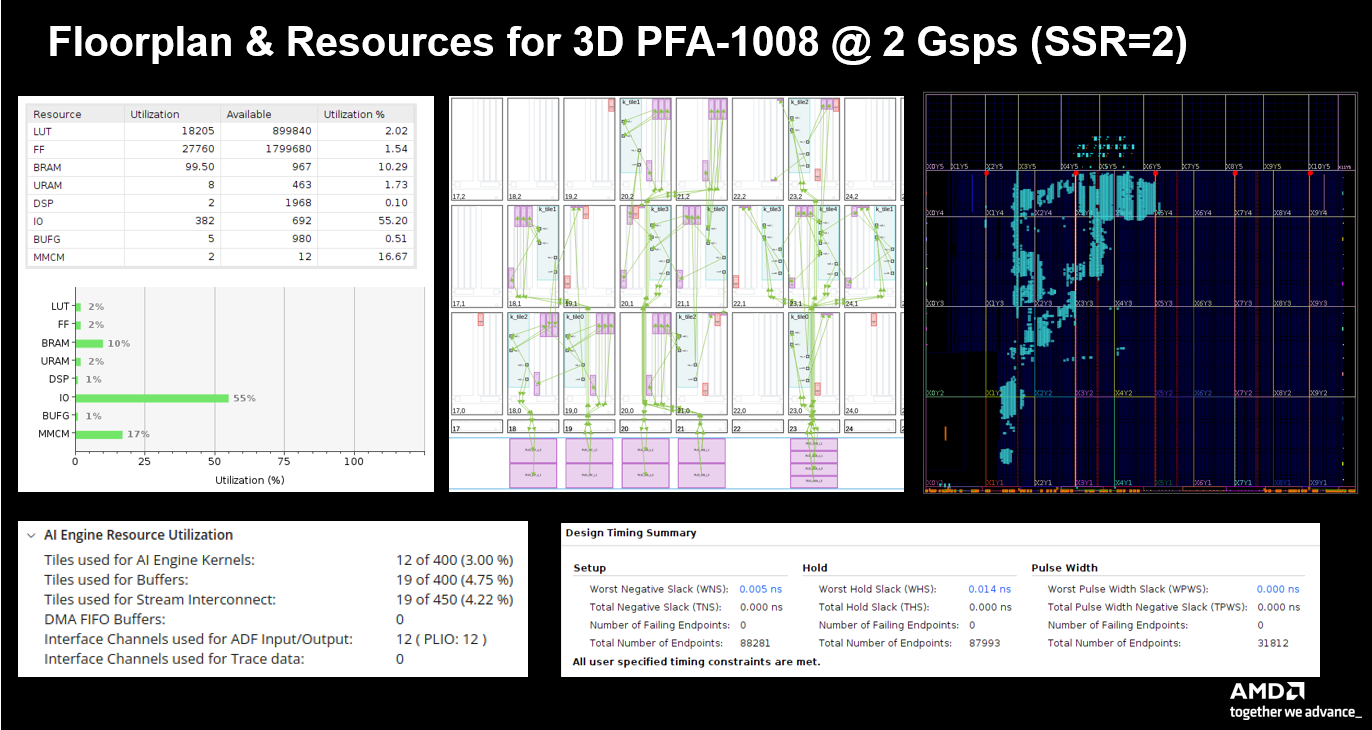 Floorplan & Resources for 3D PFA-1008 @ 2 Gsps (SSR=2)
Resource Utilization Available Utilization %
LUT 18205 899840 2.02
FF 27760 1799680 1.54
BRAM 99.50 967 10.29
URAM 8 463 1.73
DSP 2 1968 0.10
IO 382 692 55.20
BUFG 5 980 0.51
MMCM 2 12 16.67
LUT 2%
FF 2%
BRAM 10%
URAM 2%
DSP 1%
IO 55%
BUFG 1%
MMCM 17%
0 25 50 75 100
Utilization (%)
k_tile1 k_tile2
17,2 18,2 19,2 20,2 21,2 22,2 23,2 24,2
k_tile1 k_tile3 k_tile0 k_tile3 k_tile4 k_tile1
17,1 18,1 19,1 20,1 21,1 22,1 23,1 24,1
k_tile2 k_tile0 k_tile2 k_tile0
17,0 18,0 19,0 20,0 21,0 22,0 23,0 24,0
17 18 19 20 21 22 23 24
X0Y5 X1Y5 X2Y5 X3Y5 X4Y5 X5Y5 X6Y5 X7Y5 X8Y5 X9Y5 X10Y5
X0Y4 X1Y4 X2Y4 X3Y4 X4Y4 X5Y4 X6Y4 X7Y4 X8Y4 X9Y4
X0Y3 X1Y3 X2Y3 X3Y3 X4Y3 X5Y3 X6Y3 X7Y3 X8Y3 X9Y3
X0Y2 X1Y2 X2Y2 X3Y2 X4Y2 X5Y2 X6Y2 X7Y2 X8Y2 X9Y2
X0Y1 X1Y1 X2Y1 X3Y1 X4Y1 X5Y1 X6Y1 X7Y1 X8Y1 X9Y1
AI Engine Resource Utilization
Tiles used for AI Engine Kernels: 12 of 400 (3.00 %)
Tiles used for Buffers: 19 of 400 (4.75 %)
Tiles used for Stream Interconnect: 19 of 450 (4.22 %)
DMA FIFO Buffers: 0
Interface Channels used for ADF Input/Output: 12 ( PLIO: 12 )
Interface Channels used for Trace data: 0
Design Timing Summary
Setup Hold Pulse Width
Worst Negative Slack (WNS): 0.005 ns Worst Hold Slack (WHS): 0.014 ns Worst Pulse Width Slack (WPWS): 0.000 ns
Total Negative Slack (TNS): 0.000 ns Total Hold Slack (THS): 0.000 ns Total Pulse Width Negative Slack (TPWS): 0.000 ns
Number of Failing Endpoints: 0 Number of Failing Endpoints: 0 Number of Failing Endpoints: 0
Total Number of Endpoints: 88281 Total Number of Endpoints: 87993 Total Number of Endpoints: 31812
All user specified timing constraints are met.
AMD
together we advance_